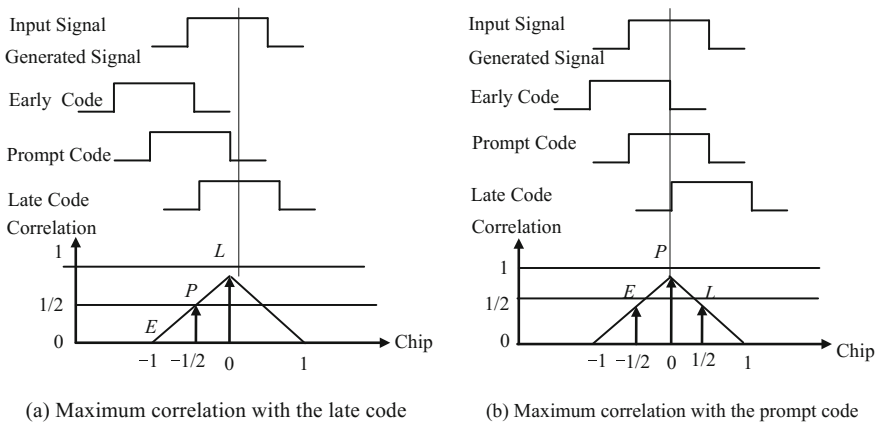 Input Signal
Generated Signal
Early Code
Prompt Code
Late Code
Correlation
L
1
P
1/2
E
0
Chip
−1 −1/2 0 1
(a) Maximum correlation with the late code
Input Signal
Generated Signal
Early Code
Prompt Code
Late Code
Correlation
P
1
E L
1/2
0
−1 −1/2 0 1/2 1 Chip
(b) Maximum correlation with the prompt code